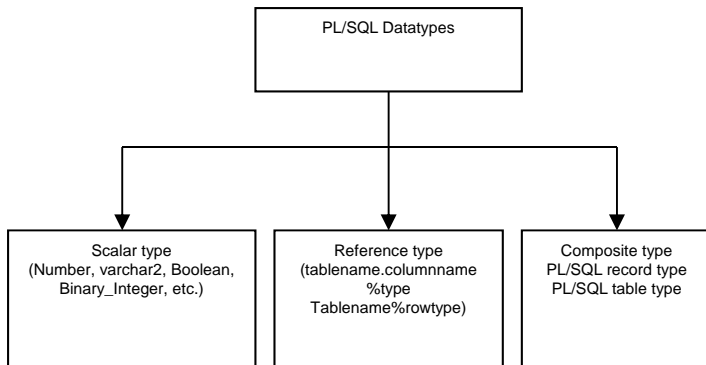 PL/SQL Datatypes
Scalar type
(Number, varchar2, Boolean,
Binary_Integer, etc.)
Reference type
(tablename.columnname
%type
Tablename%rowtype)
Composite type
PL/SQL record type
PL/SQL table type